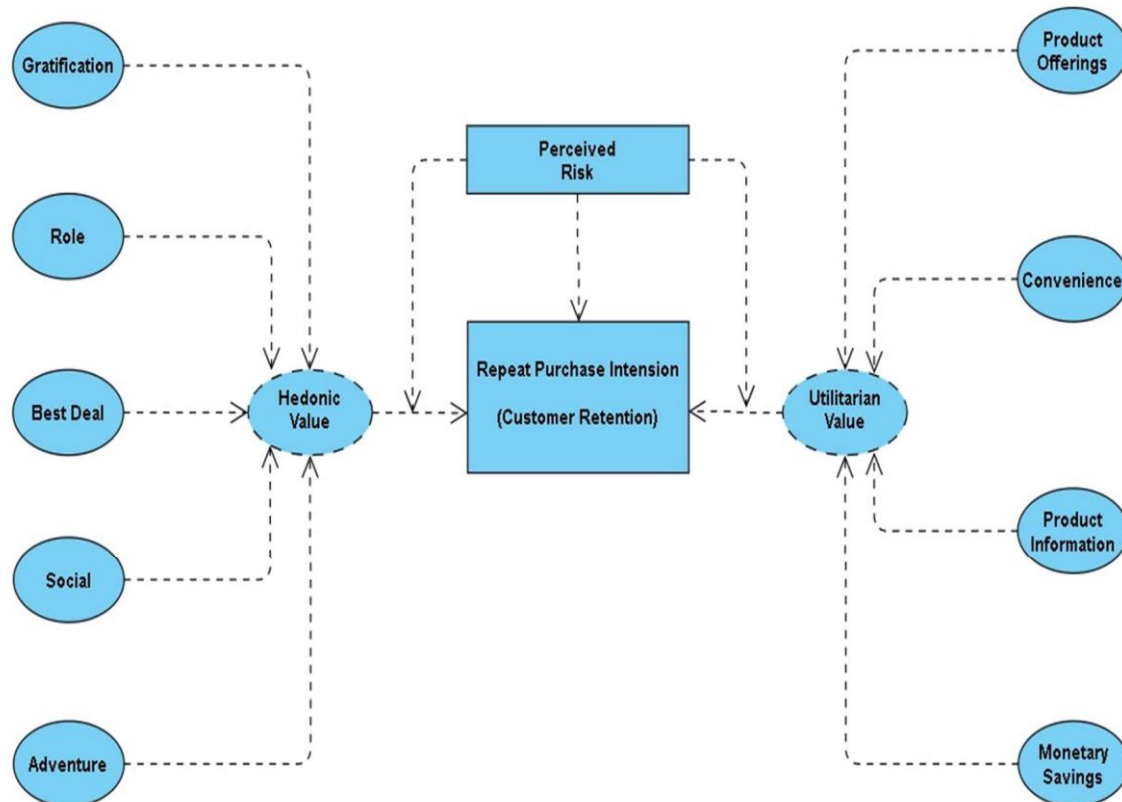 Gratification
Product
Offerings
Perceived
Risk
Role
Convenience
Repeat Purchase Intension
(Customer Retention)
Best Deal
Hedonic
Value
Utilitarian
Value
Product
Information
Social
Adventure
Monetary
Savings